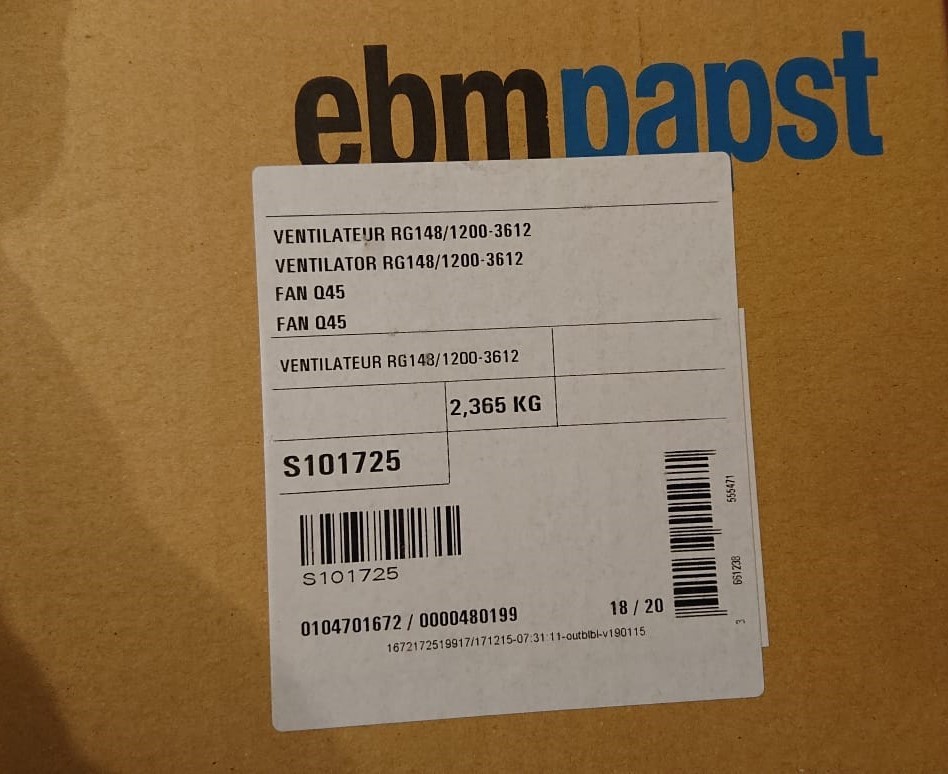 ebmpapst
VENTILATEUR RG148/1200-3612
VENTILATOR RG148/1200-3612
FAN Q45
FAN Q45
VENTILATEUR RG148/1200-3612
2,365 KG
S101725
S101725
555471
661238
3
0104701672 / 0000480199
18 / 20
1672172519917/171215-07:31:11-outblbl-v190115